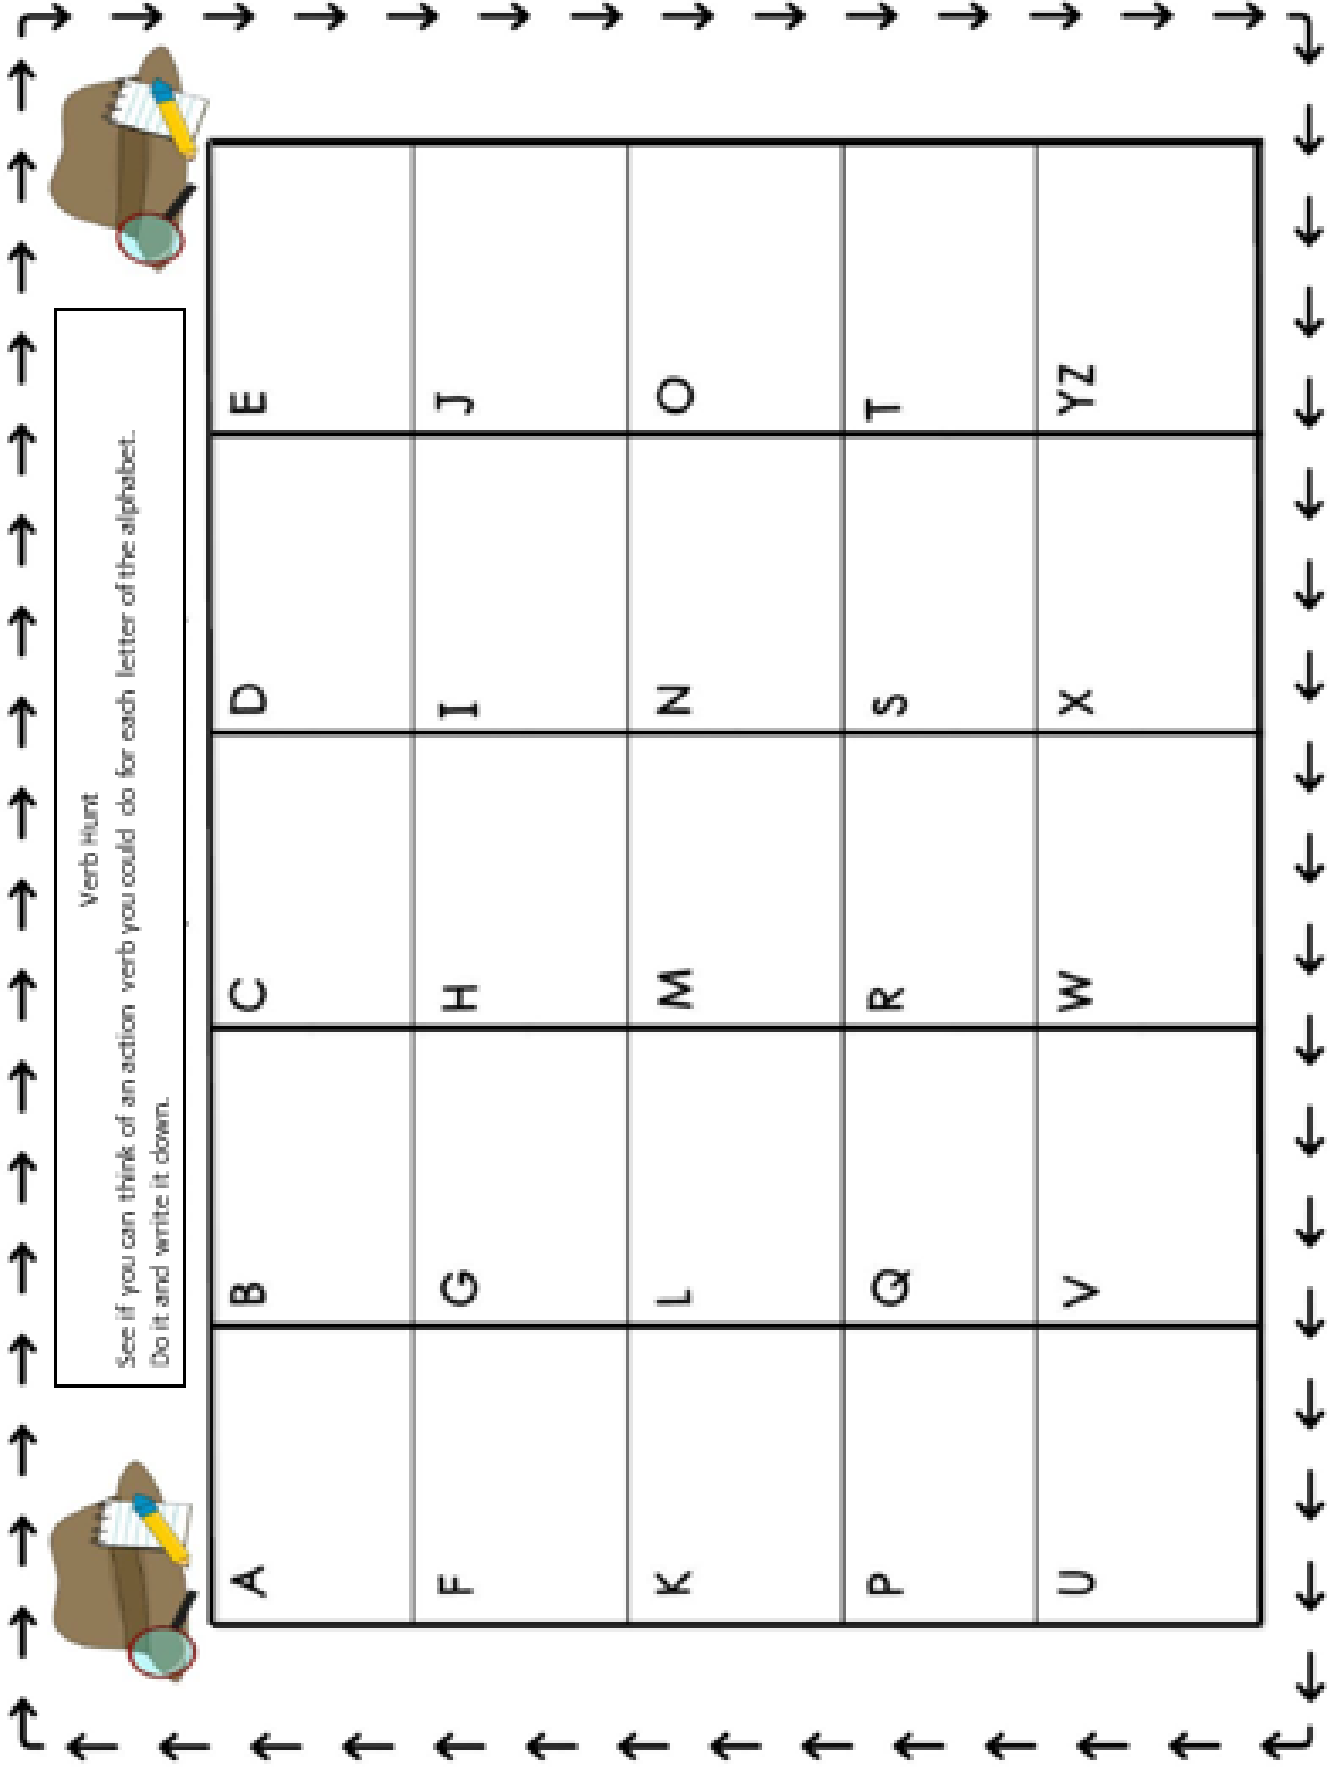 Verb Hunt
See if you can think of an action verb you could do for each letter of the alphabet.
Do it and write it down.
A B C D E
F G H I J
K L M N O
P Q R S T
U V W X YZ